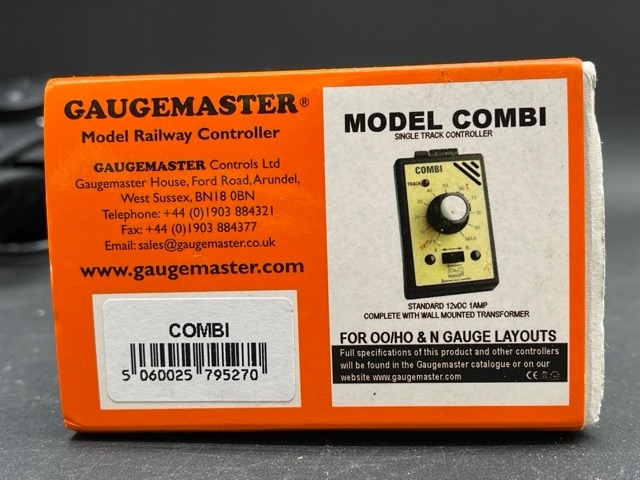 GAUGEMASTER®
Model Railway Controller
GAUGEMASTER Controls Ltd
Gaugemaster House, Ford Road, Arundel,
West Sussex, BN18 0BN
Telephone: +44 (0)1903 884321
Fax: +44 (0)1903 884377
Email: sales@gaugemaster.co.uk
www.gaugemaster.com
COMBI
5 060025 795270
MODEL COMBI
SINGLE TRACK CONTROLLER
COMBI
TRACK
MAX
F
R
STANDARD 12vDC 1AMP
COMPLETE WITH WALL MOUNTED TRANSFORMER
FOR OO/HO & N GAUGE LAYOUTS
Full specifications of this product and other controllers
will be found in the Gaugemaster catalogue or on our
website www.gaugemaster.com
CE